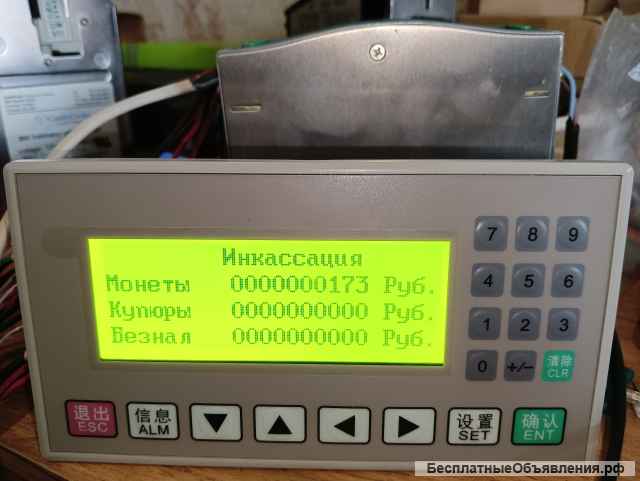 Инкассация
Монеты 0000000173 Руб.
Купюры 0000000000 Руб.
Безнал 0000000000 Руб.
7 8 9
4 5 6
1 2 3
0 +/- 清除 CLR
退出 ESC
信息 ALM
▼ ▲ ◀ ▶
设置 SET
确认 ENT
БесплатныеОбъявления.рф